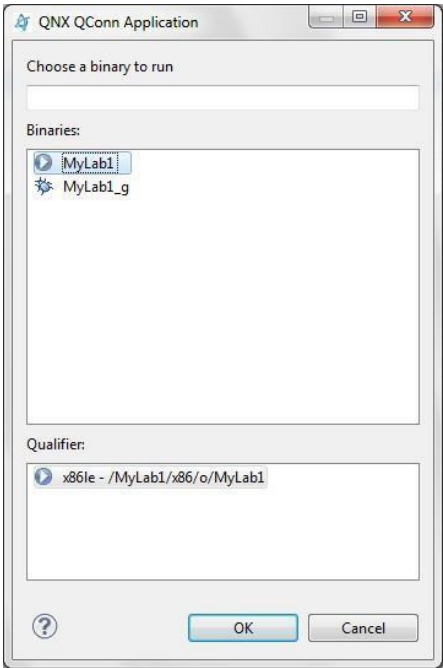 QNX QConn Application
Choose a binary to run
Binaries:
MyLab1
MyLab1_g
Qualifier:
x86le - /MyLab1/x86/o/MyLab1
OK
Cancel